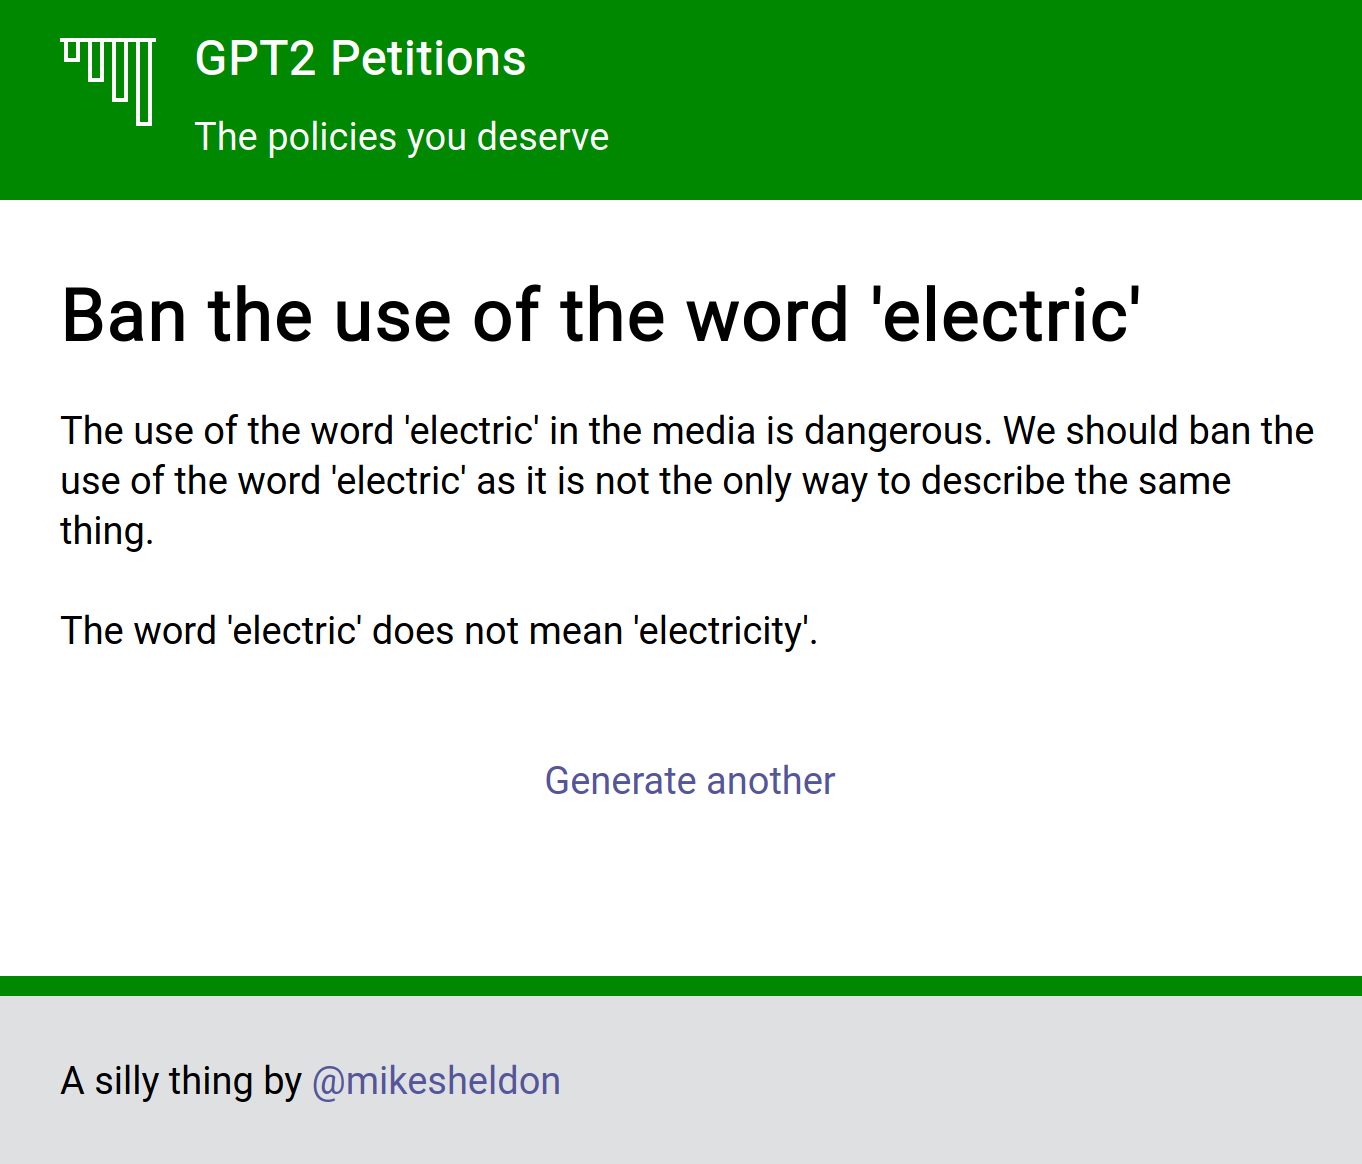 GPT2 Petitions
The policies you deserve
Ban the use of the word 'electric'
The use of the word 'electric' in the media is dangerous. We should ban the
use of the word 'electric' as it is not the only way to describe the same
thing.
The word 'electric' does not mean 'electricity'.
Generate another
A silly thing by @mikesheldon